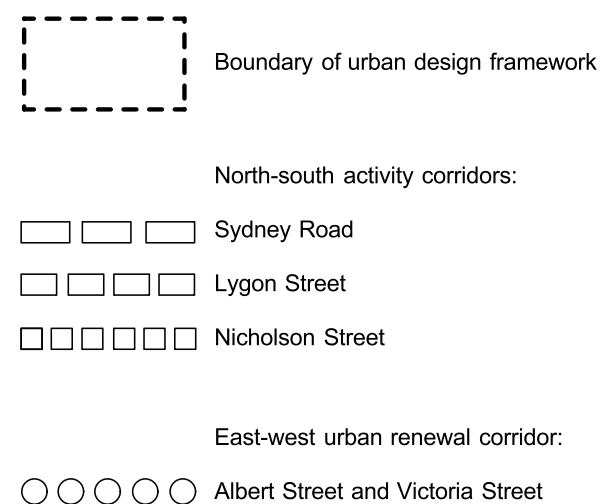 Boundary of urban design framework
North-south activity corridors:
Sydney Road
Lygon Street
Nicholson Street
East-west urban renewal corridor:
Albert Street and Victoria Street